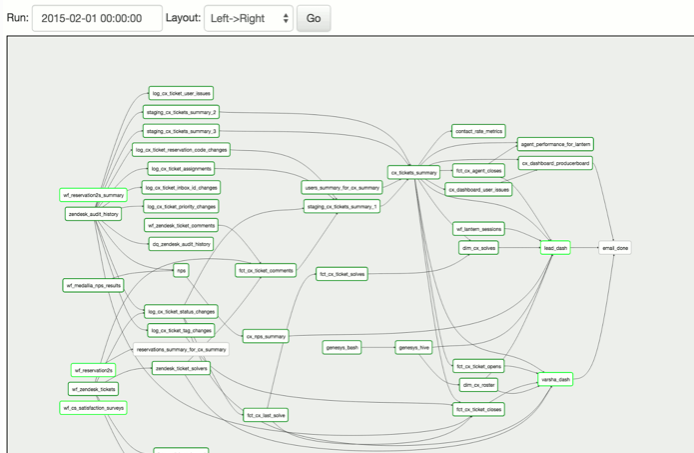 Run: 2015-02-01 00:00:00 Layout: Left->Right Go
log_cx_ticket_user_issues
staging_cx_tickets_summary_2
staging_cx_tickets_summary_3
log_cx_ticket_reservation_code_changes
log_cx_ticket_assignments
log_cx_ticket_inbox_id_changes
log_cx_ticket_priority_changes
wf_zendesk_ticket_comments
cq_zendesk_audit_history
wf_reservation2s_summary
zendesk_audit_history
wf_medallia_nps_results
nps
log_cx_ticket_status_changes
log_cx_ticket_tag_changes
reservations_summary_for_cx_summary
zendesk_ticket_solvers
wf_reservation2s
wf_zendesk_tickets
wf_cs_satisfaction_surveys
fct_cx_ticket_comments
cx_nps_summary
fct_cx_last_solve
users_summary_for_cx_summary
staging_cx_tickets_summary_1
fct_cx_ticket_solves
genesys_bash
genesys_hive
cx_tickets_summary
contact_rate_metrics
fct_cx_agent_closes
cx_dashboard_user_issues
wf_lantern_sessions
dim_cx_solves
fct_cx_ticket_opens
dim_cx_roster
fct_cx_ticket_closes
agent_performance_for_lantern
cx_dashboard_producerboard
lead_dash
varsha_dash
email_done